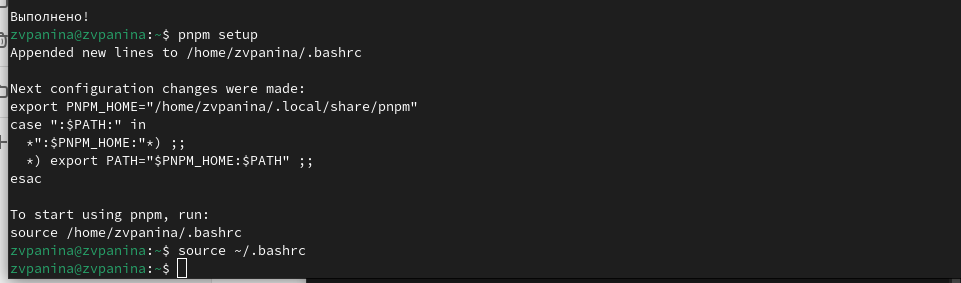 Выполнено!
zvpanina@zvpanina:~$ pnpm setup
Appended new lines to /home/zvpanina/.bashrc
Next configuration changes were made:
export PNPM_HOME="/home/zvpanina/.local/share/pnpm"
case ":$PATH:" in
  *":$PNPM_HOME:"*) ;;
  *) export PATH="$PNPM_HOME:$PATH" ;;
esac
To start using pnpm, run:
source /home/zvpanina/.bashrc
zvpanina@zvpanina:~$ source ~/.bashrc
zvpanina@zvpanina:~$